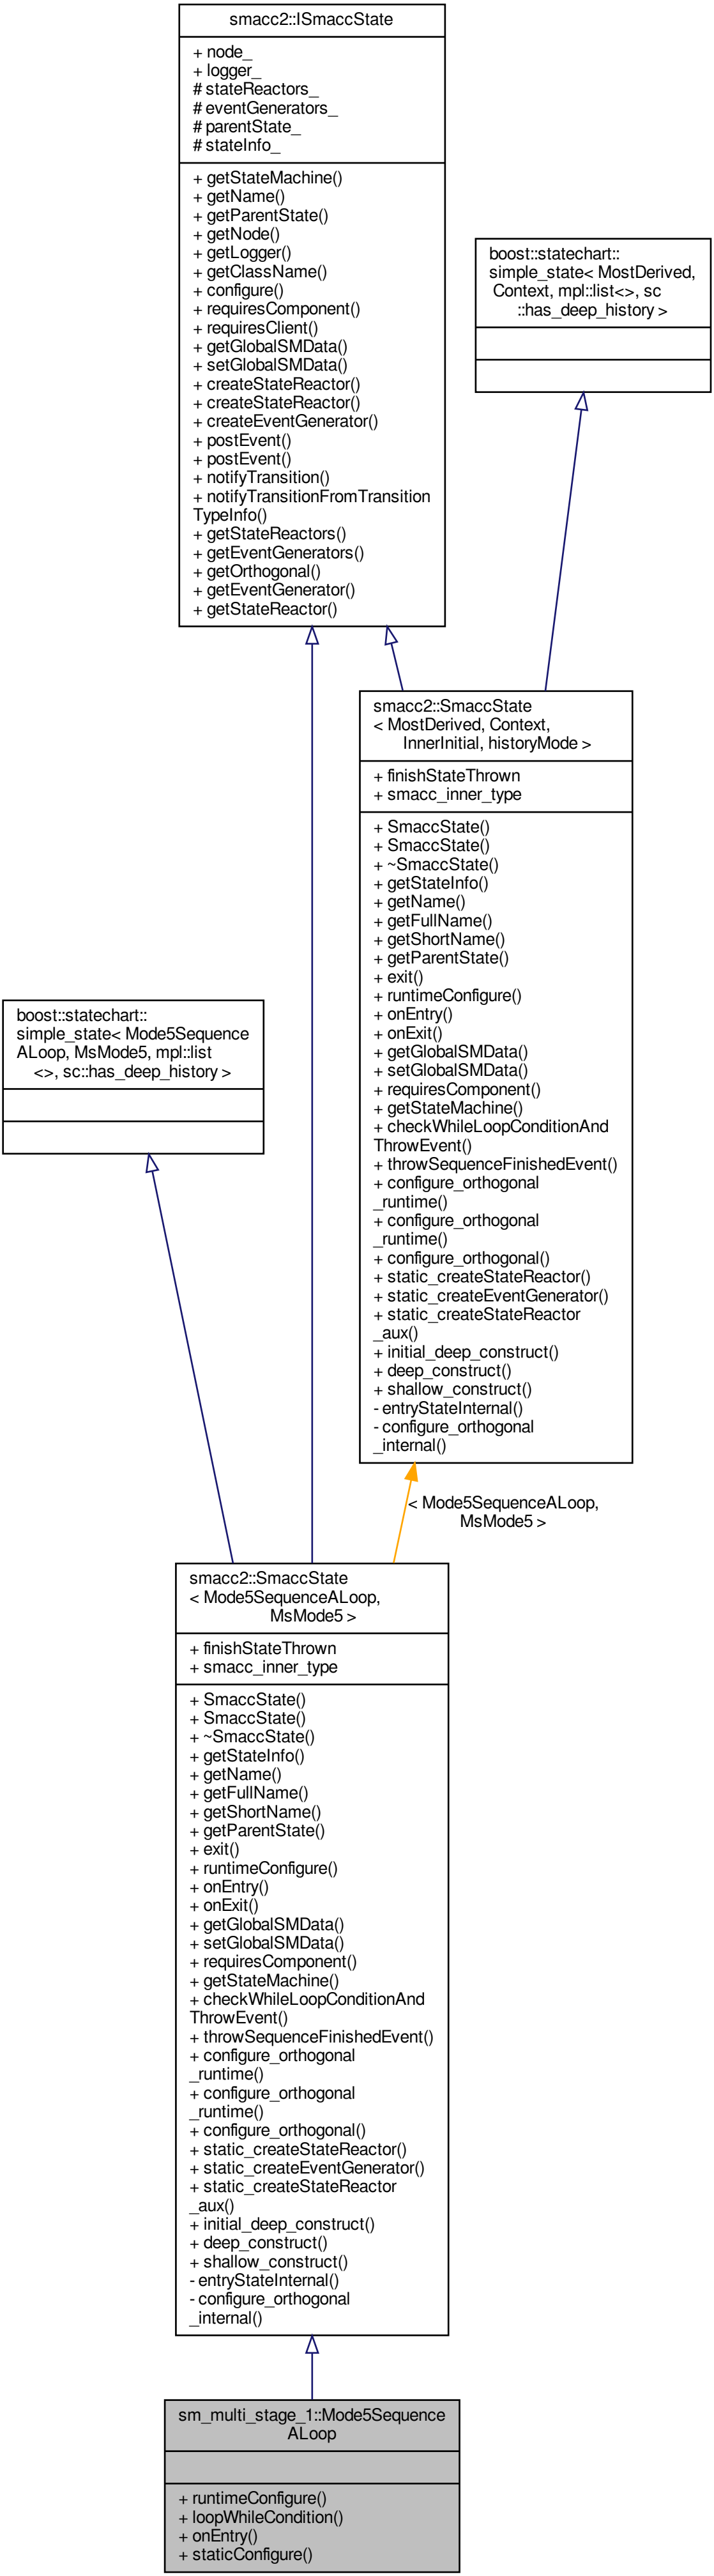 smacc2::ISmaccState
+ node_
+ logger_
# stateReactors_
# eventGenerators_
# parentState_
# stateInfo_
+ getStateMachine()
+ getName()
+ getParentState()
+ getNode()
+ getLogger()
+ getClassName()
+ configure()
+ requiresComponent()
+ requiresClient()
+ getGlobalSMData()
+ setGlobalSMData()
+ createStateReactor()
+ createStateReactor()
+ createEventGenerator()
+ postEvent()
+ postEvent()
+ notifyTransition()
+ notifyTransitionFromTransition
TypeInfo()
+ getStateReactors()
+ getEventGenerators()
+ getOrthogonal()
+ getEventGenerator()
+ getStateReactor()
boost::statechart::
simple_state< MostDerived,
Context, mpl::list<>, sc
::has_deep_history >
smacc2::SmaccState
< MostDerived, Context,
InnerInitial, historyMode >
+ finishStateThrown
+ smacc_inner_type
+ SmaccState()
+ SmaccState()
+ ~SmaccState()
+ getStateInfo()
+ getName()
+ getFullName()
+ getShortName()
+ getParentState()
+ exit()
+ runtimeConfigure()
+ onEntry()
+ onExit()
+ getGlobalSMData()
+ setGlobalSMData()
+ requiresComponent()
+ getStateMachine()
+ checkWhileLoopConditionAnd
ThrowEvent()
+ throwSequenceFinishedEvent()
+ configure_orthogonal
_runtime()
+ configure_orthogonal
_runtime()
+ configure_orthogonal()
+ static_createStateReactor()
+ static_createEventGenerator()
+ static_createStateReactor
_aux()
+ initial_deep_construct()
+ deep_construct()
+ shallow_construct()
- entryStateInternal()
- configure_orthogonal
_internal()
boost::statechart::
simple_state< Mode5Sequence
ALoop, MsMode5, mpl::list
<>, sc::has_deep_history >
< Mode5SequenceALoop,
MsMode5 >
smacc2::SmaccState
< Mode5SequenceALoop,
MsMode5 >
+ finishStateThrown
+ smacc_inner_type
+ SmaccState()
+ SmaccState()
+ ~SmaccState()
+ getStateInfo()
+ getName()
+ getFullName()
+ getShortName()
+ getParentState()
+ exit()
+ runtimeConfigure()
+ onEntry()
+ onExit()
+ getGlobalSMData()
+ setGlobalSMData()
+ requiresComponent()
+ getStateMachine()
+ checkWhileLoopConditionAnd
ThrowEvent()
+ throwSequenceFinishedEvent()
+ configure_orthogonal
_runtime()
+ configure_orthogonal
_runtime()
+ configure_orthogonal()
+ static_createStateReactor()
+ static_createEventGenerator()
+ static_createStateReactor
_aux()
+ initial_deep_construct()
+ deep_construct()
+ shallow_construct()
- entryStateInternal()
- configure_orthogonal
_internal()
sm_multi_stage_1::Mode5Sequence
ALoop
+ runtimeConfigure()
+ loopWhileCondition()
+ onEntry()
+ staticConfigure()